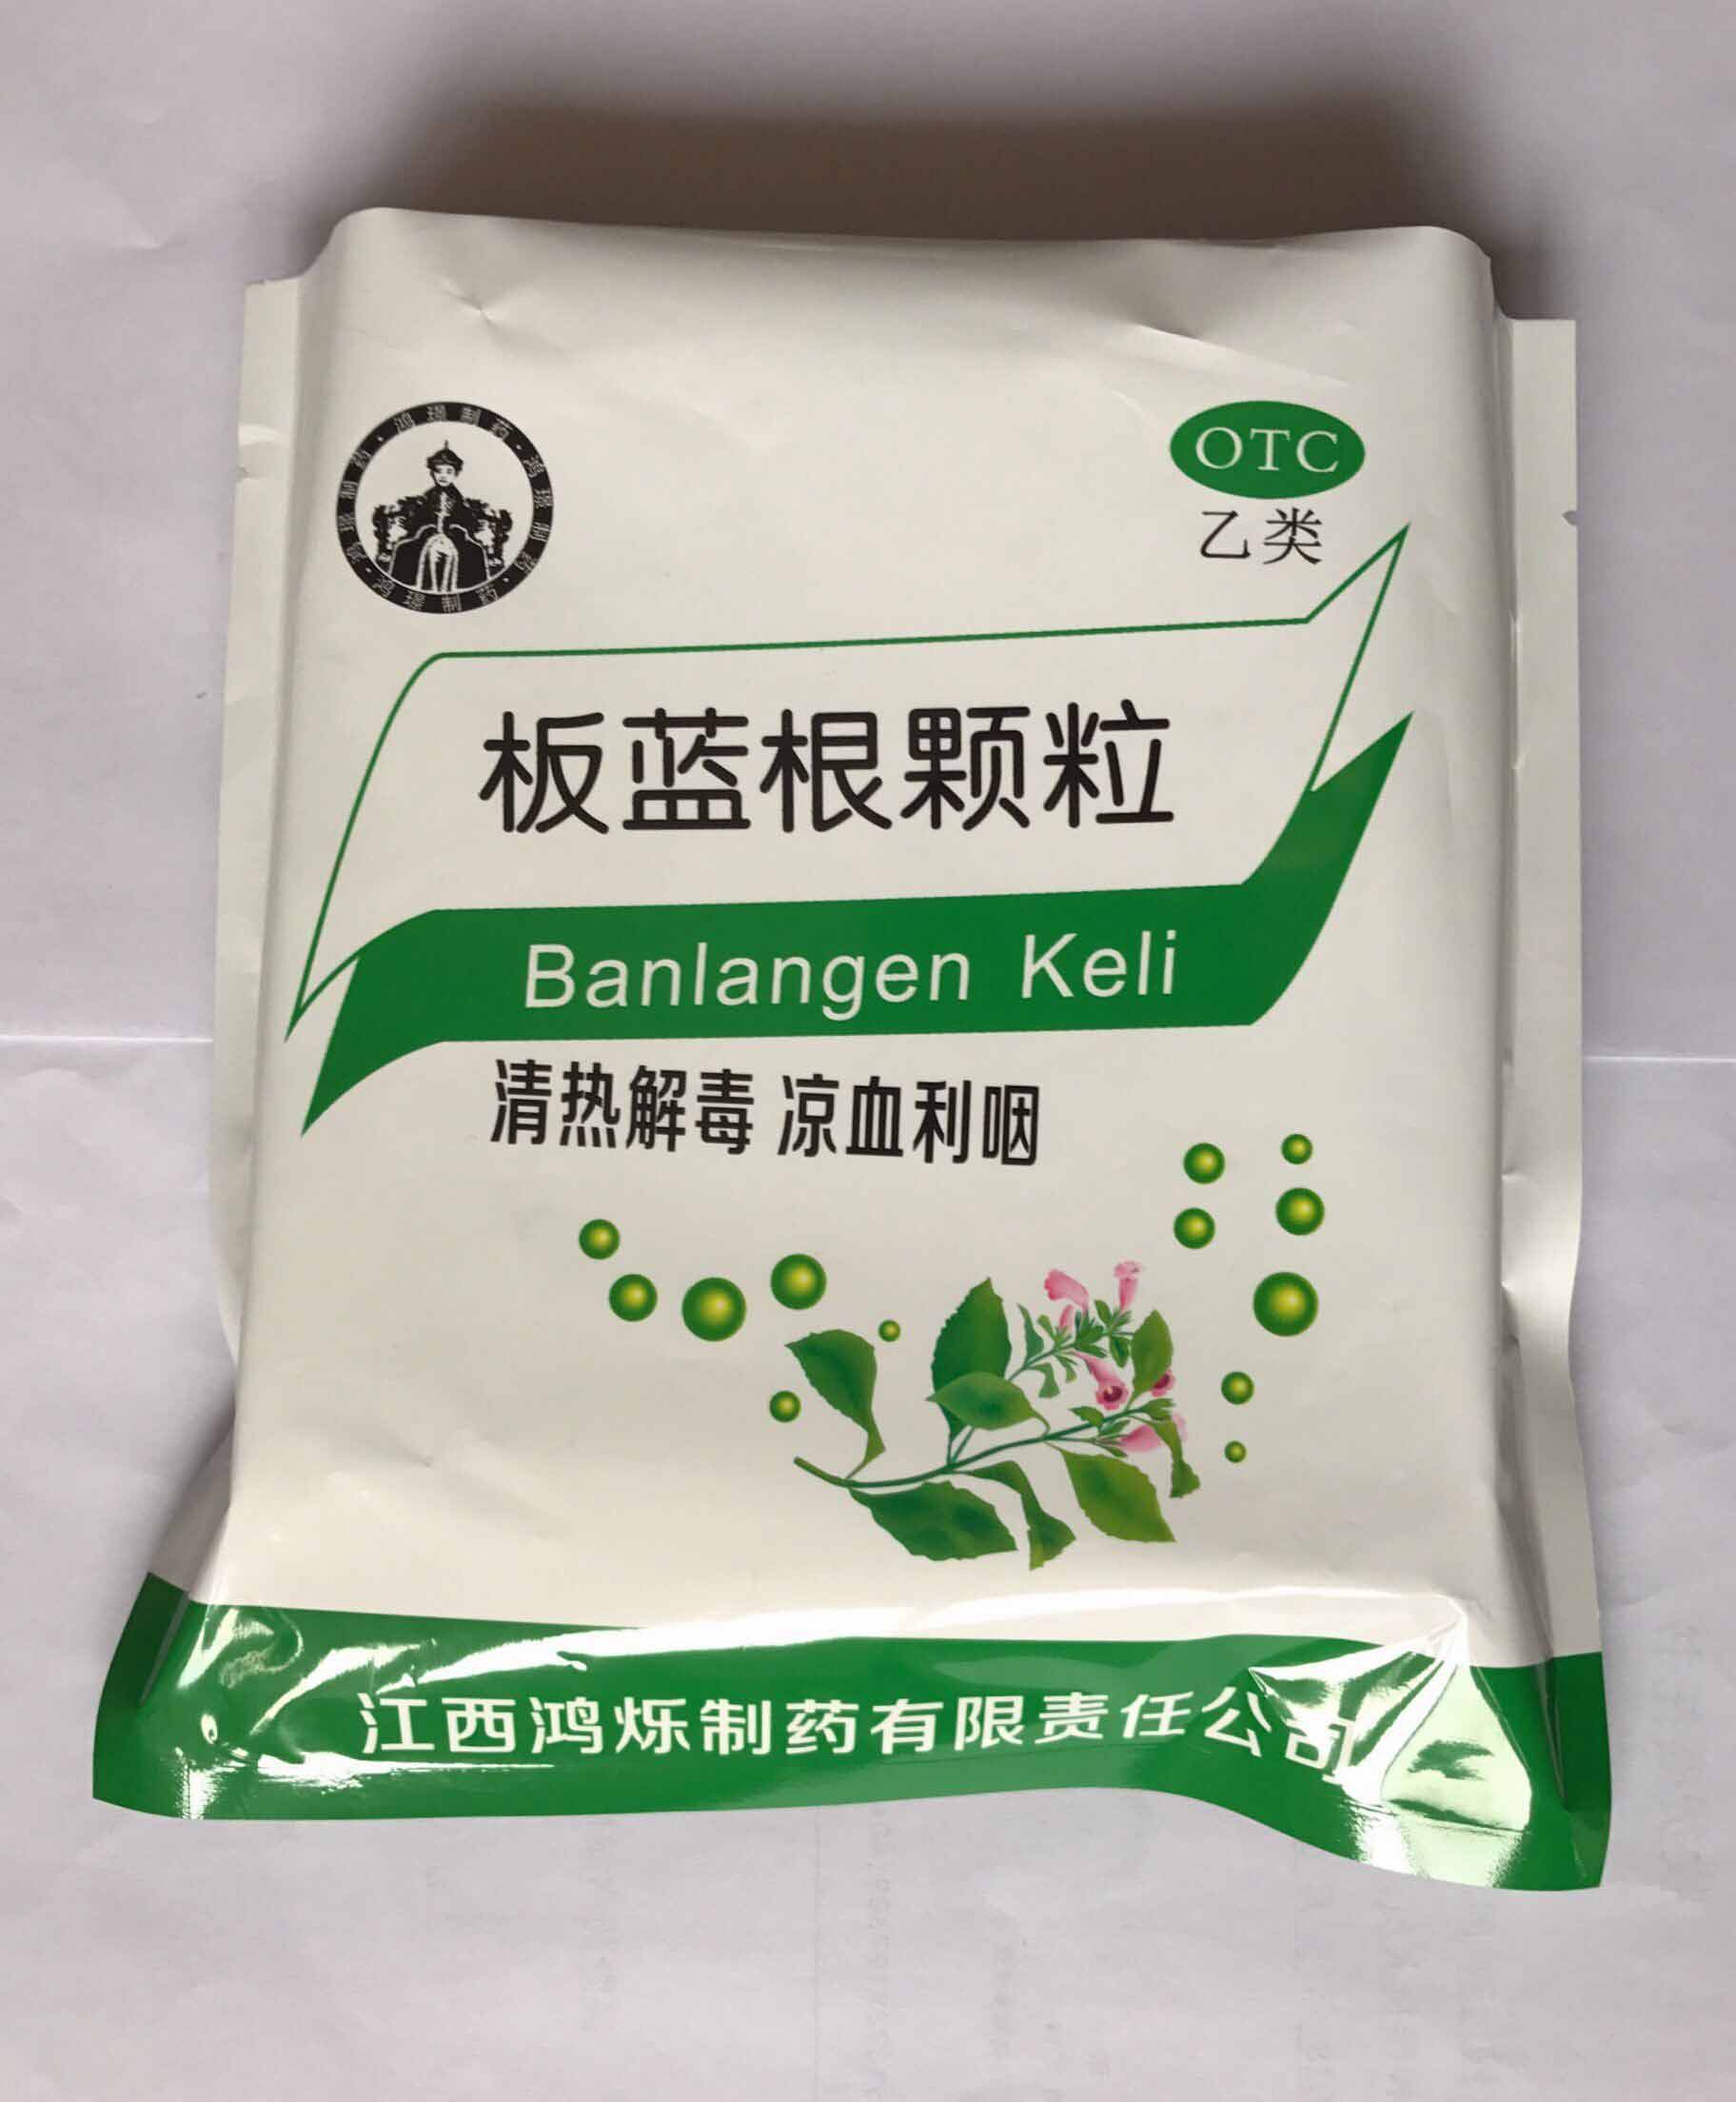 OTC
乙类
板蓝根颗粒
Banlangen Keli
清热解毒 凉血利咽
江西鸿烁制药有限责任公司